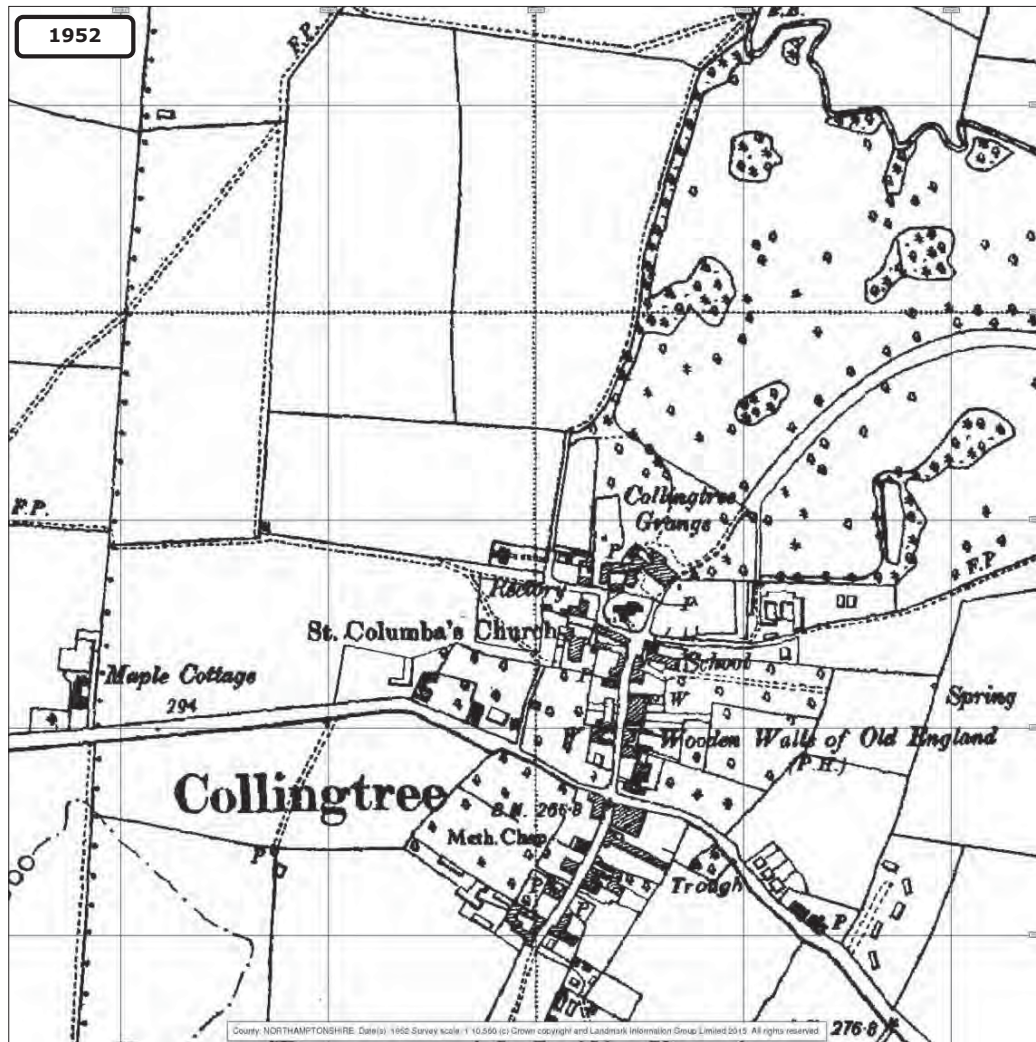 1952
F.P.
F.B.
Collingtree
Grange
P
F.P.
F.P.
Rectory
P
St. Columba's Church
School
Maple Cottage
P
W
Spring
294
P
Wooden Walls of Old England
(P.H.)
Collingtree
B.M. 266·8
Meth. Chap.
P
Trough
P
P
P
County: NORTHAMPTONSHIRE Date(s): 1952 Survey scale: 1:10,560 (c) Crown copyright and Landmark Information Group Limited 2015 All rights reserved
276·8